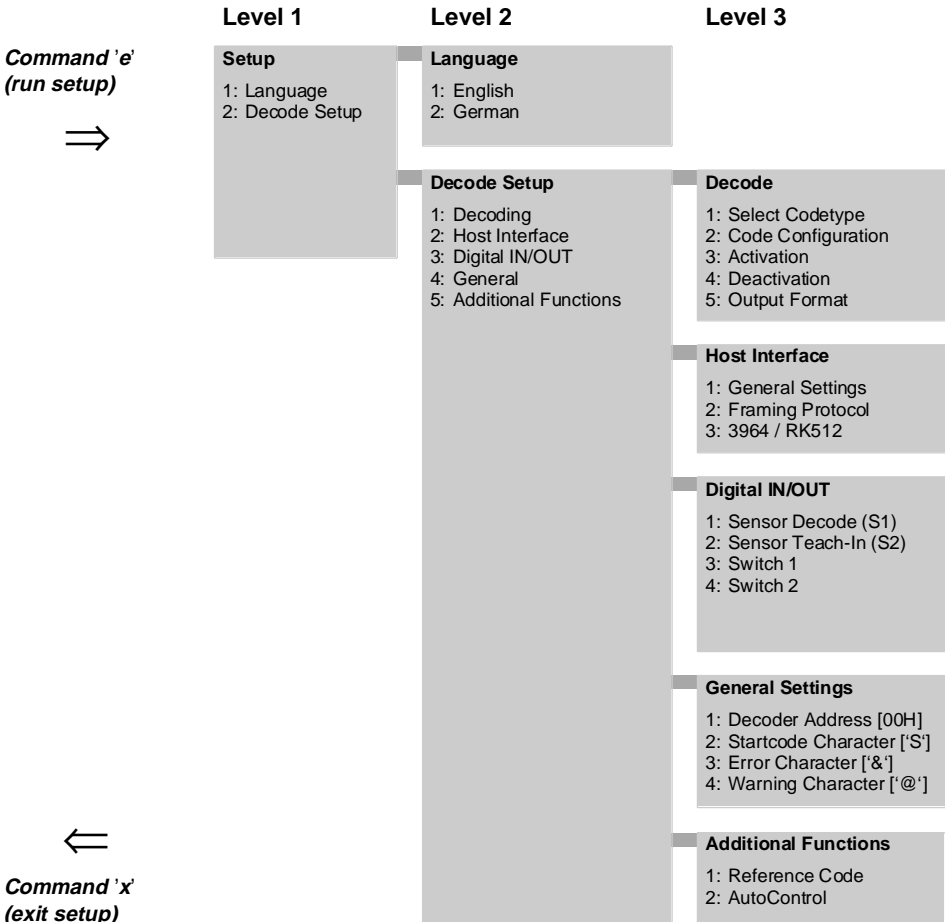 Level 1
Level 2
Level 3
Command 'e'
(run setup)
⇒
Setup
1: Language
2: Decode Setup
Language
1: English
2: German
Decode Setup
1: Decoding
2: Host Interface
3: Digital IN/OUT
4: General
5: Additional Functions
Decode
1: Select Codetype
2: Code Configuration
3: Activation
4: Deactivation
5: Output Format
Host Interface
1: General Settings
2: Framing Protocol
3: 3964 / RK512
Digital IN/OUT
1: Sensor Decode (S1)
2: Sensor Teach-In (S2)
3: Switch 1
4: Switch 2
General Settings
1: Decoder Address [00H]
2: Startcode Character [‘S‘]
3: Error Character [‘&‘]
4: Warning Character [‘@‘]
Additional Functions
1: Reference Code
2: AutoControl
⇐
Command 'x'
(exit setup)